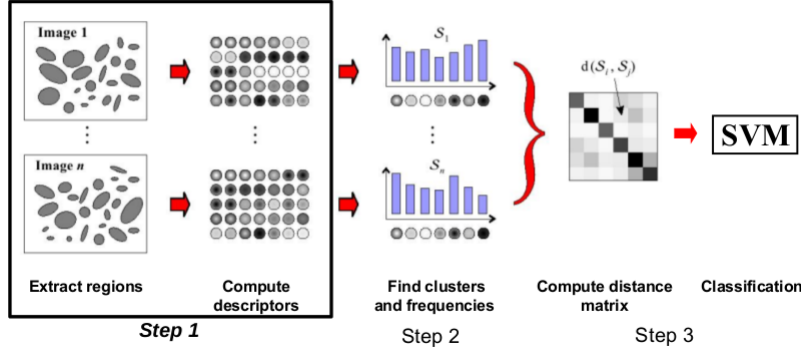 Image 1
S₁
d(Sᵢ, Sⱼ)
SVM
Image n
Sₙ
Extract regions
Compute
descriptors
Find clusters
and frequencies
Compute distance
matrix
Classification
Step 1
Step 2
Step 3